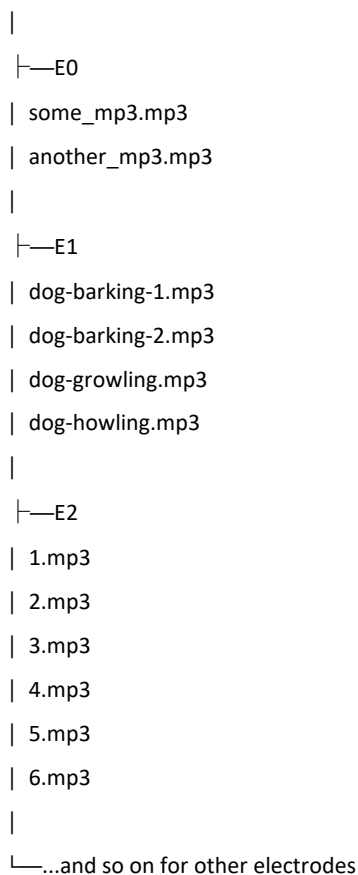 |
├──E0
| some_mp3.mp3
| another_mp3.mp3
|
├──E1
| dog-barking-1.mp3
| dog-barking-2.mp3
| dog-growling.mp3
| dog-howling.mp3
|
├──E2
| 1.mp3
| 2.mp3
| 3.mp3
| 4.mp3
| 5.mp3
| 6.mp3
|
└──...and so on for other electrodes